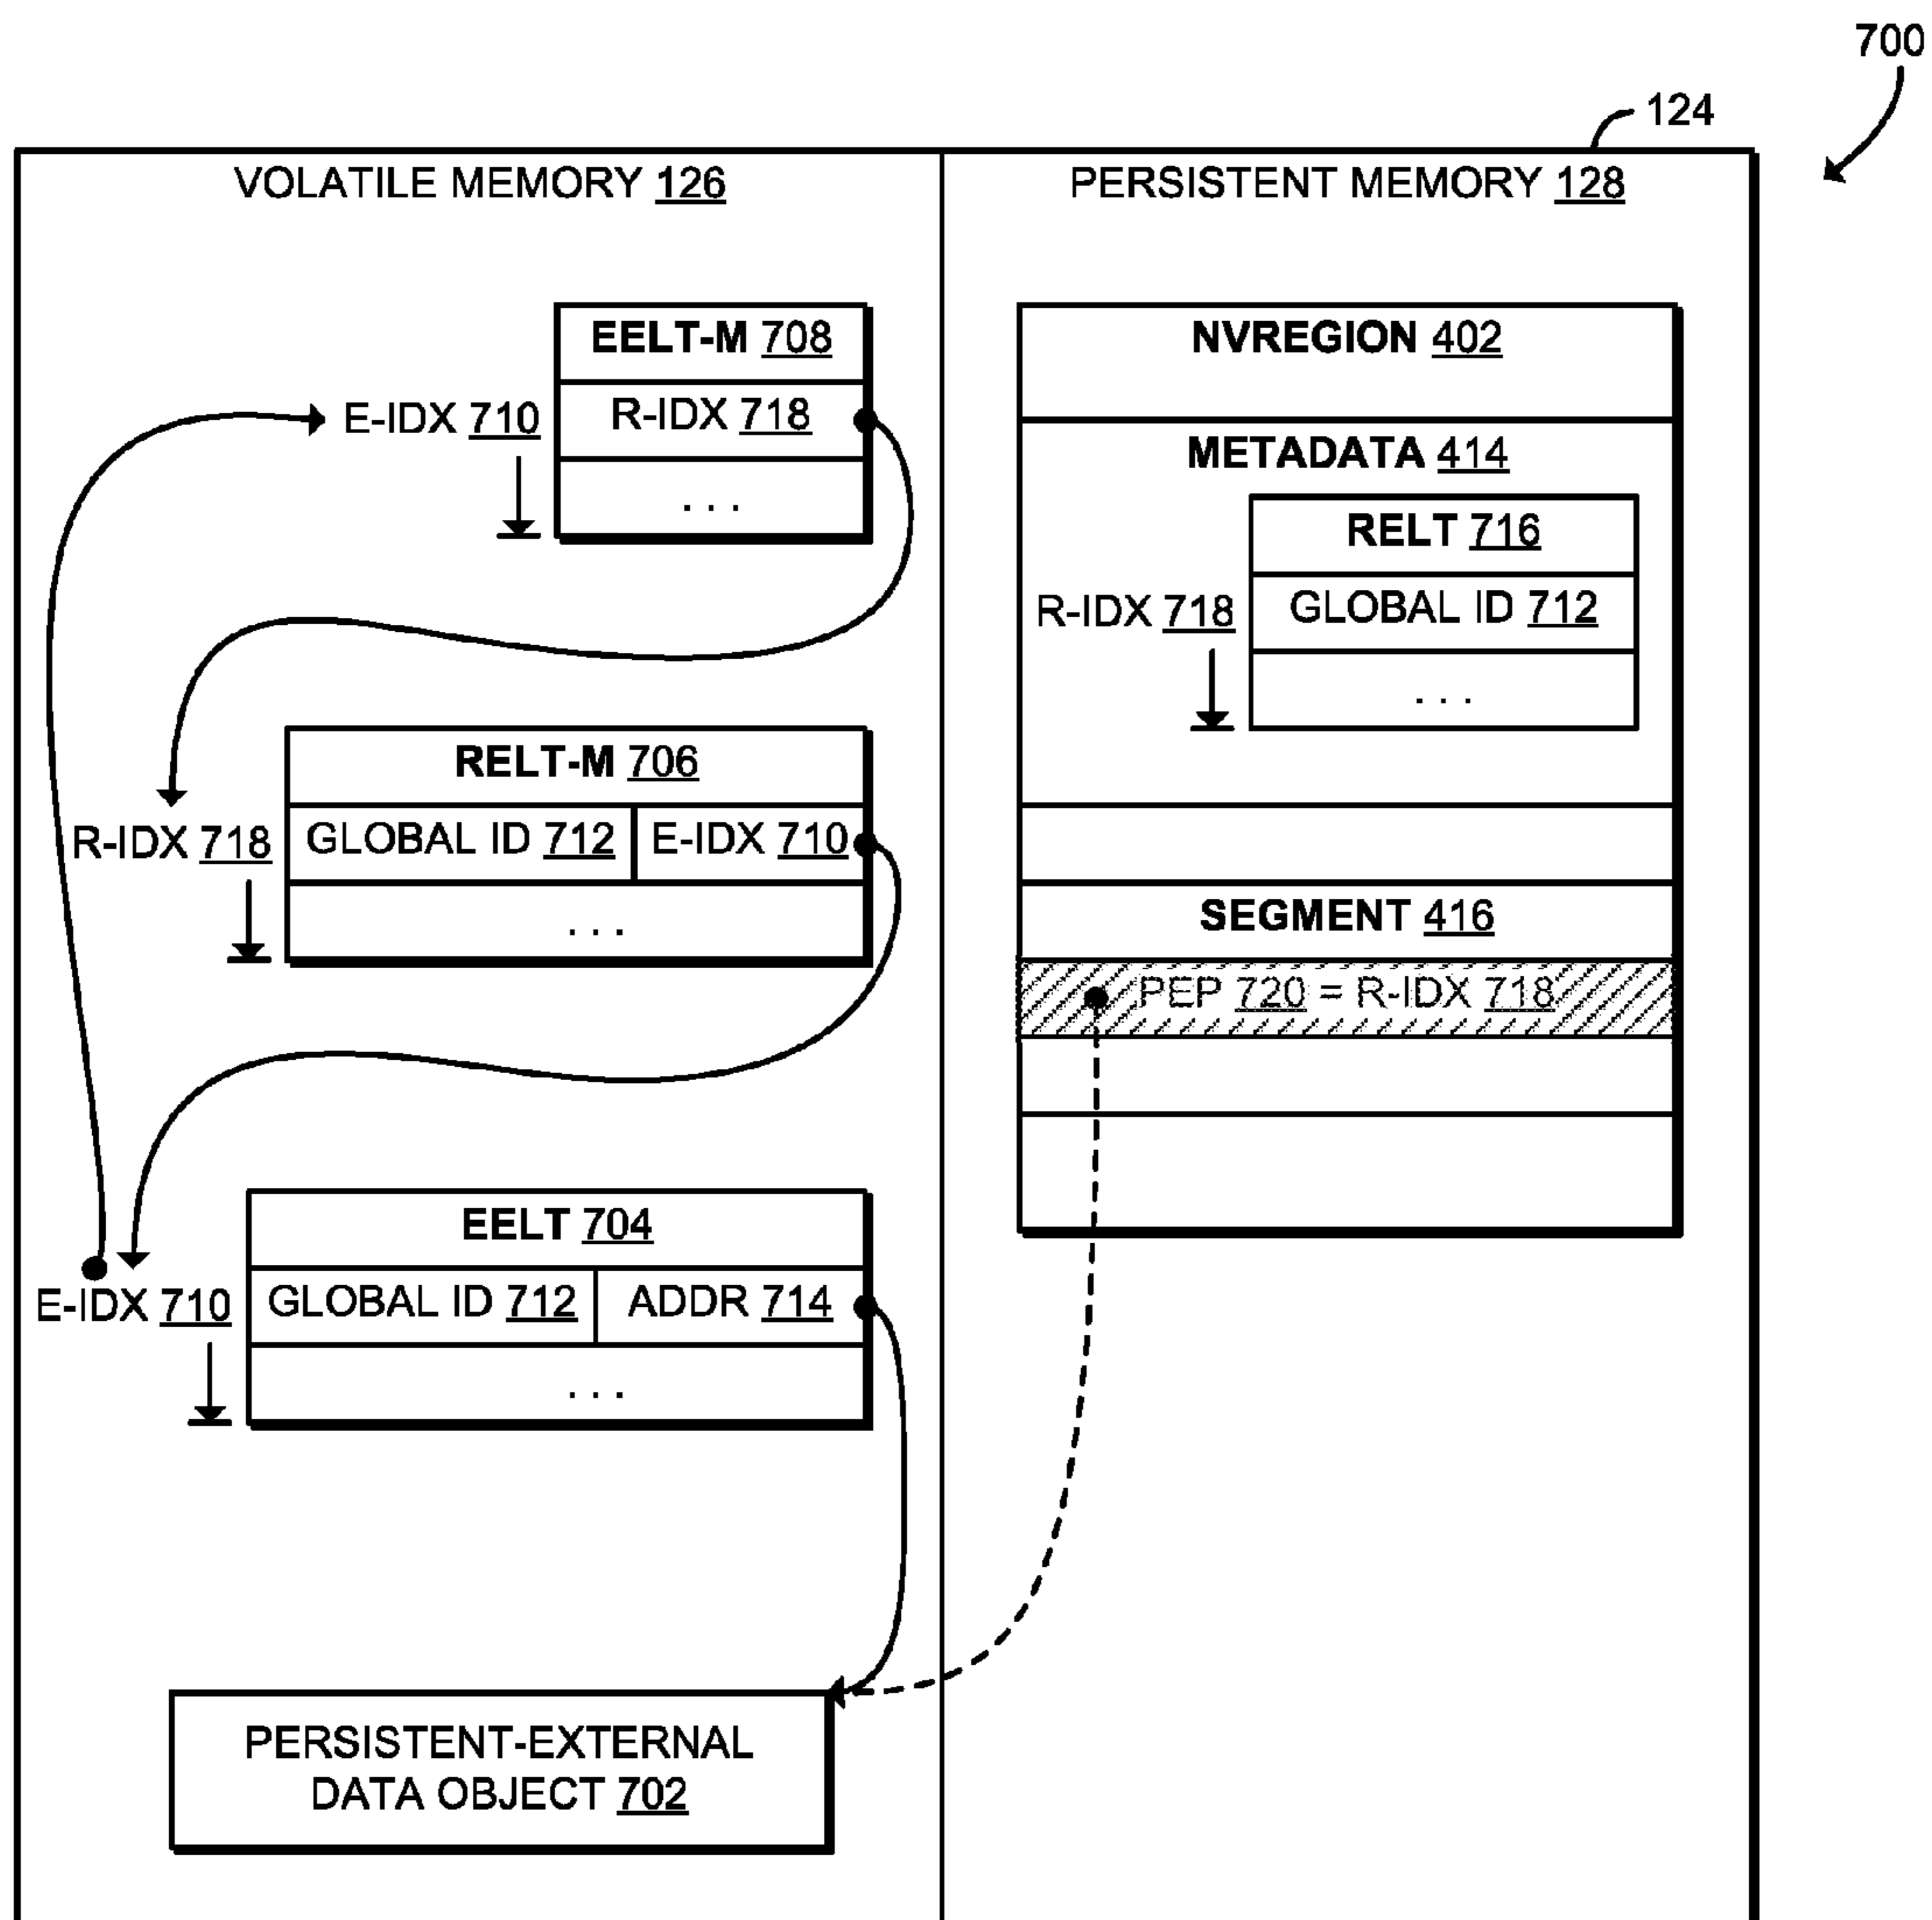 700
124
VOLATILE MEMORY 126
PERSISTENT MEMORY 128
EELT-M 708
E-IDX 710
R-IDX 718
. . .
RELT-M 706
R-IDX 718
GLOBAL ID 712
E-IDX 710
. . .
EELT 704
E-IDX 710
GLOBAL ID 712
ADDR 714
. . .
PERSISTENT-EXTERNAL
DATA OBJECT 702
NVREGION 402
METADATA 414
RELT 716
R-IDX 718
GLOBAL ID 712
. . .
SEGMENT 416
PEP 720 = R-IDX 718